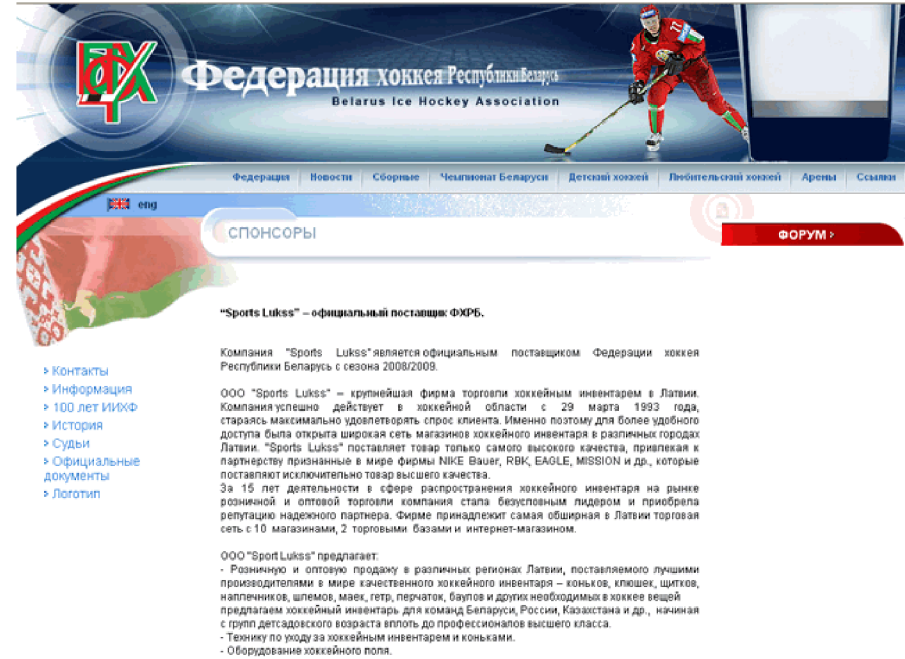 БФХ
Федерация хоккея Республики Беларусь
Belarus Ice Hockey Association
Федерация Новости Сборные Чемпионат Беларуси Детский хоккей Любительский хоккей Арены Ссылки
eng
СПОНСОРЫ
ФОРУМ >
"Sports Lukss" – официальный поставщик ФХРБ.
Компания "Sports Lukss" является официальным поставщиком Федерации хоккея
Республики Беларусь с сезона 2008/2009.
ООО "Sports Lukss" – крупнейшая фирма торговли хоккейным инвентарем в Латвии.
Компания успешно действует в хоккейной области с 29 марта 1993 года,
стараясь максимально удовлетворять спрос клиента. Именно поэтому для более удобного
доступа была открыта широкая сеть магазинов хоккейного инвентаря в различных городах
Латвии. "Sports Lukss" поставляет товар только самого высокого качества, привлекая к
партнерству признанные в мире фирмы NIKE Bauer, RBK, EAGLE, MISSION и др., которые
поставляют исключительно товар высшего качества.
За 15 лет деятельности в сфере распространения хоккейного инвентаря на рынке
розничной и оптовой торговли компания стала безусловным лидером и приобрела
репутацию надежного партнера. Фирме принадлежит самая обширная в Латвии торговая
сеть с 10 магазинами, 2 торговыми базами и интернет-магазином.
ООО "Sport Lukss" предлагает:
- Розничную и оптовую продажу в различных регионах Латвии, поставляемого лучшими
производителями в мире качественного хоккейного инвентаря – коньков, клюшек, щитков,
наплечников, шлемов, маек, гетр, перчаток, баулов и других необходимых в хоккее вещей
предлагаем хоккейный инвентарь для команд Беларуси, России, Казахстана и др., начиная
с групп детсадовского возраста вплоть до профессионалов высшего класса.
- Технику по уходу за хоккейным инвентарем и коньками.
- Оборудование хоккейного поля.
> Контакты
> Информация
> 100 лет ИИХФ
> История
> Судьи
> Официальные
документы
> Логотип